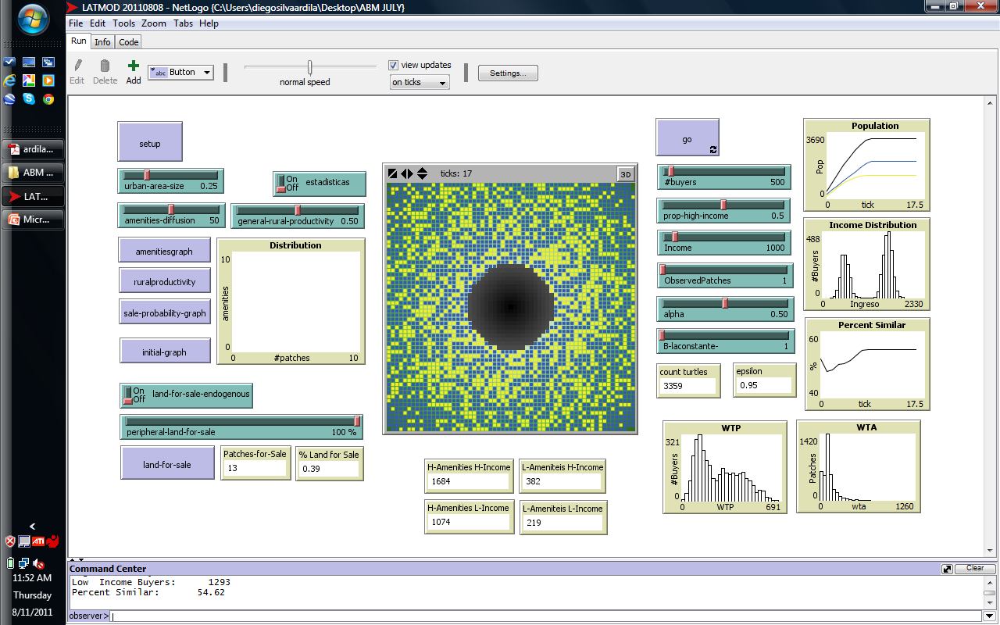 LATMOD 20110808 - NetLogo {C:\Users\diegosilvaardila\Desktop\ABM JULY}
File Edit Tools Zoom Tabs Help
Run Info Code
Edit Delete Add abc Button normal speed view updates on ticks Settings...
ardila...
ABM ...
LAT...
Micr...
ATI
11:52 AM
Thursday
8/11/2011
setup
urban-area-size 0.25
On
Off
estadisticas
amenities-diffusion 50
general-rural-productivity 0.50
amenitiesgraph
ruralproductivity
sale-probability-graph
initial-graph
Distribution
10
amenities
0
0 #patches 10
On
Off
land-for-sale-endogenous
peripheral-land-for-sale 100 %
land-for-sale
Patches-for-Sale
13
% Land for Sale
0.39
ticks: 17 3D
H-Amenities H-Income
1684
L-Ameniteis H-Income
382
H-Amenities L-Income
1074
L-Ameniteis L-Income
219
go
#buyers 500
prop-high-income 0.5
Income 1000
ObservedPatches 1
alpha 0.50
B-laconstante- 1
count turtles
3359
epsilon
0.95
Population
3690
Pop
0
0 tick 17.5
Income Distribution
488
#Buyers
0
0 Ingreso 2330
Percent Similar
60
%
40
0 tick 17.5
WTP
321
#Buyers
0
0 WTP 691
WTA
1420
Patches
0
0 wta 1260
Command Center Clear
Low Income Buyers: 1293
Percent Similar: 54.62
observer>